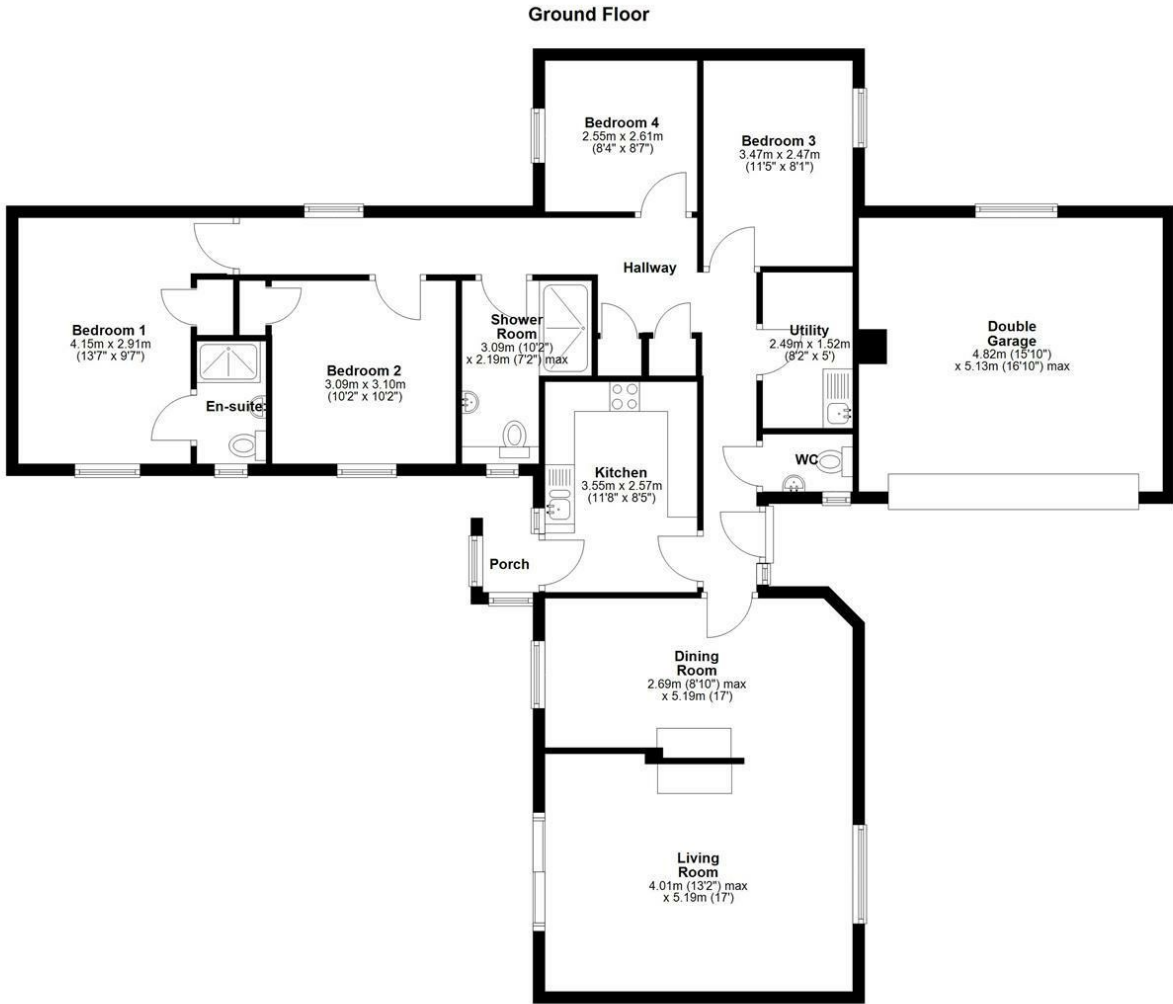 Ground Floor
Bedroom 4
2.55m x 2.61m
(8'4" x 8'7")
Bedroom 3
3.47m x 2.47m
(11'5" x 8'1")
Hallway
Bedroom 1
4.15m x 2.91m
(13'7" x 9'7")
En-suite
Bedroom 2
3.09m x 3.10m
(10'2" x 10'2")
Shower
Room
3.09m (10'2")
x 2.19m (7'2") max
Utility
2.49m x 1.52m
(8'2" x 5')
Double
Garage
4.82m (15'10")
x 5.13m (16'10") max
Kitchen
3.55m x 2.57m
(11'8" x 8'5")
WC
Porch
Dining
Room
2.69m (8'10") max
x 5.19m (17')
Living
Room
4.01m (13'2") max
x 5.19m (17')